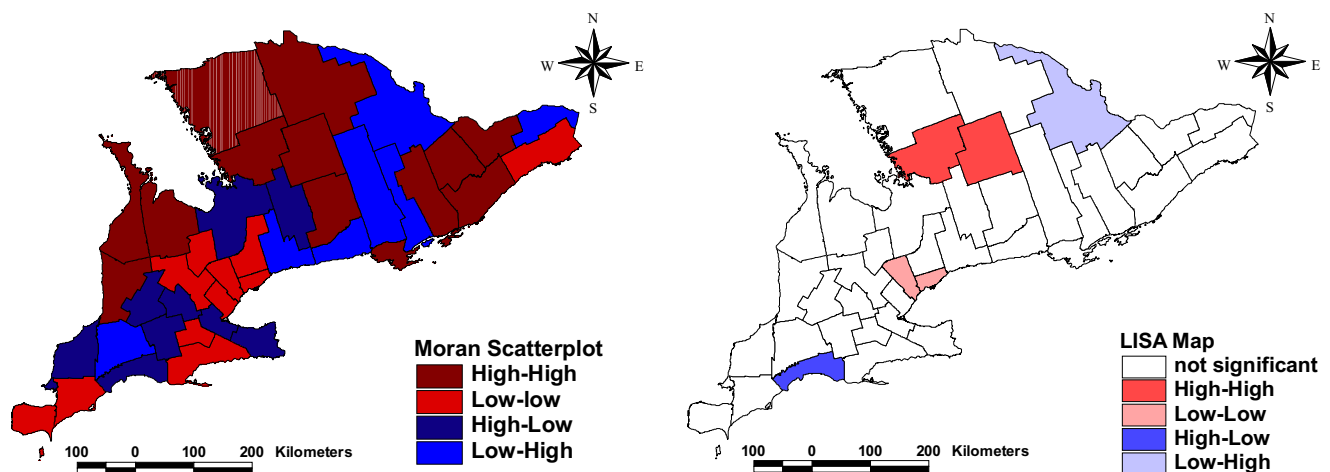 N
W E
S
Moran Scatterplot
High-High
Low-low
High-Low
Low-High
100 0 100 200 Kilometers
N
W E
S
LISA Map
not significant
High-High
Low-Low
High-Low
Low-High
100 0 100 200 Kilometers